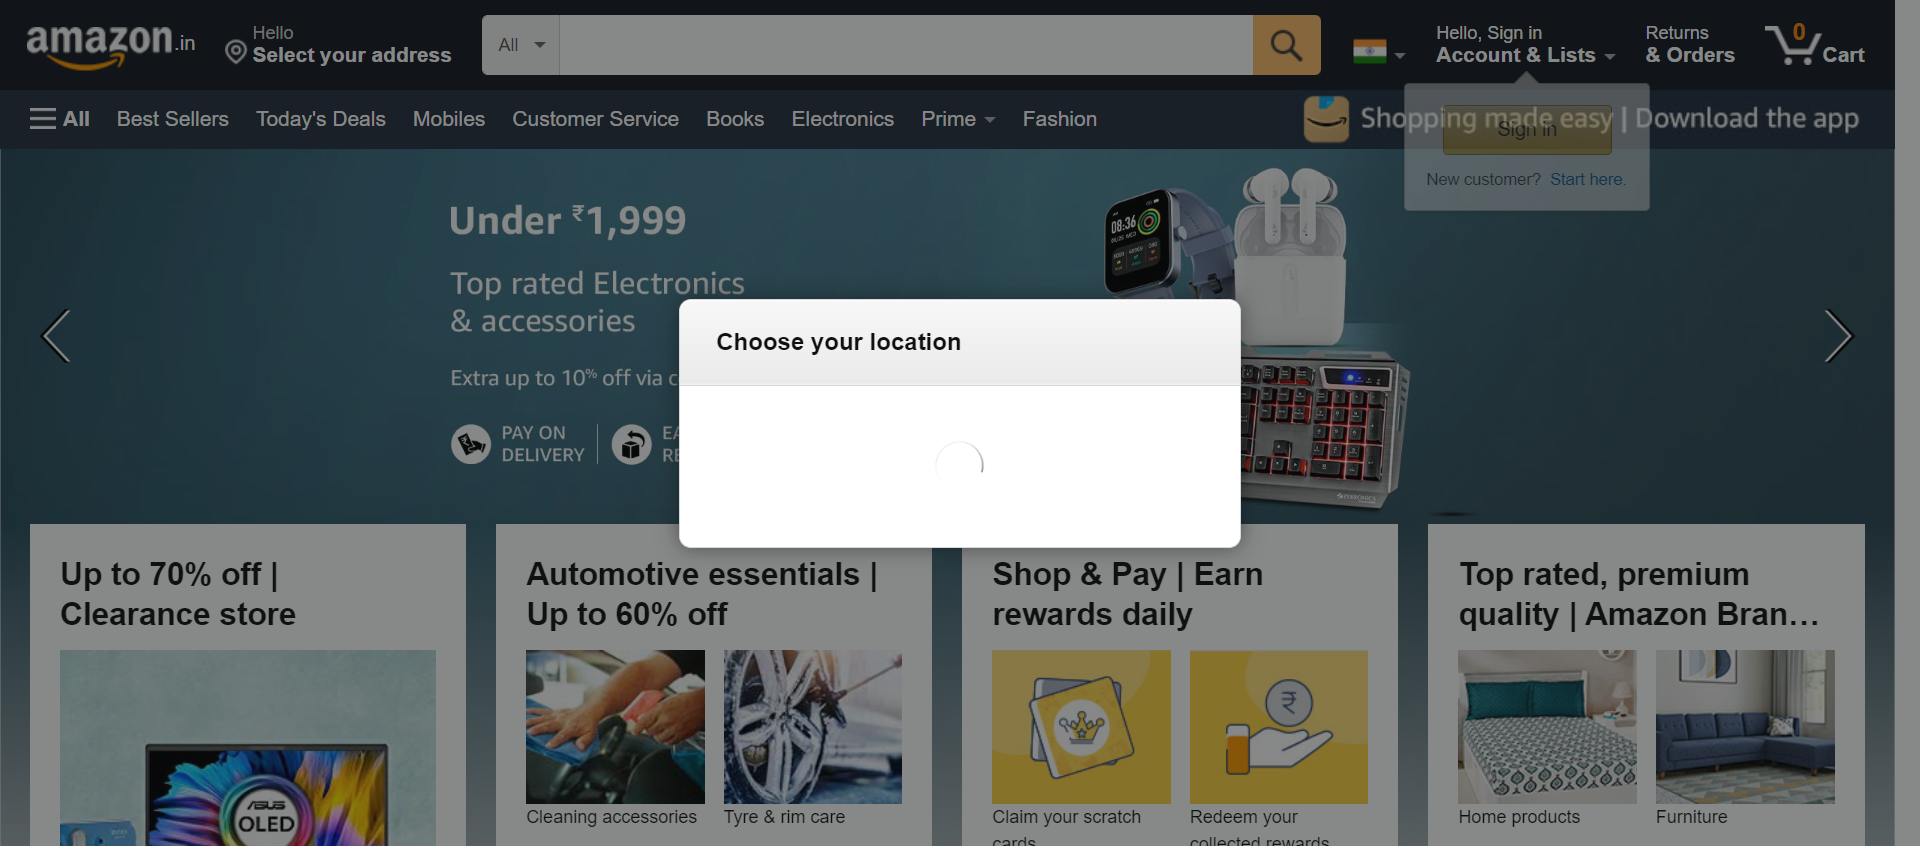 amazon.in
Hello
Select your address
All
Hello, Sign in
Account & Lists
Returns
& Orders
0
Cart
All
Best Sellers
Today's Deals
Mobiles
Customer Service
Books
Electronics
Prime
Fashion
Shopping made easy | Download the app
Sign in
New customer? Start here.
Under ₹1,999
Top rated Electronics
& accessories
Extra up to 10% off via
PAY ON
DELIVERY
08:36
Choose your location
Up to 70% off |
Clearance store
Automotive essentials |
Up to 60% off
Shop & Pay | Earn
rewards daily
Top rated, premium
quality | Amazon Bran…
ASUS
OLED
Cleaning accessories
Tyre & rim care
Claim your scratch
cards
Redeem your
collected rewards
Home products
Furniture